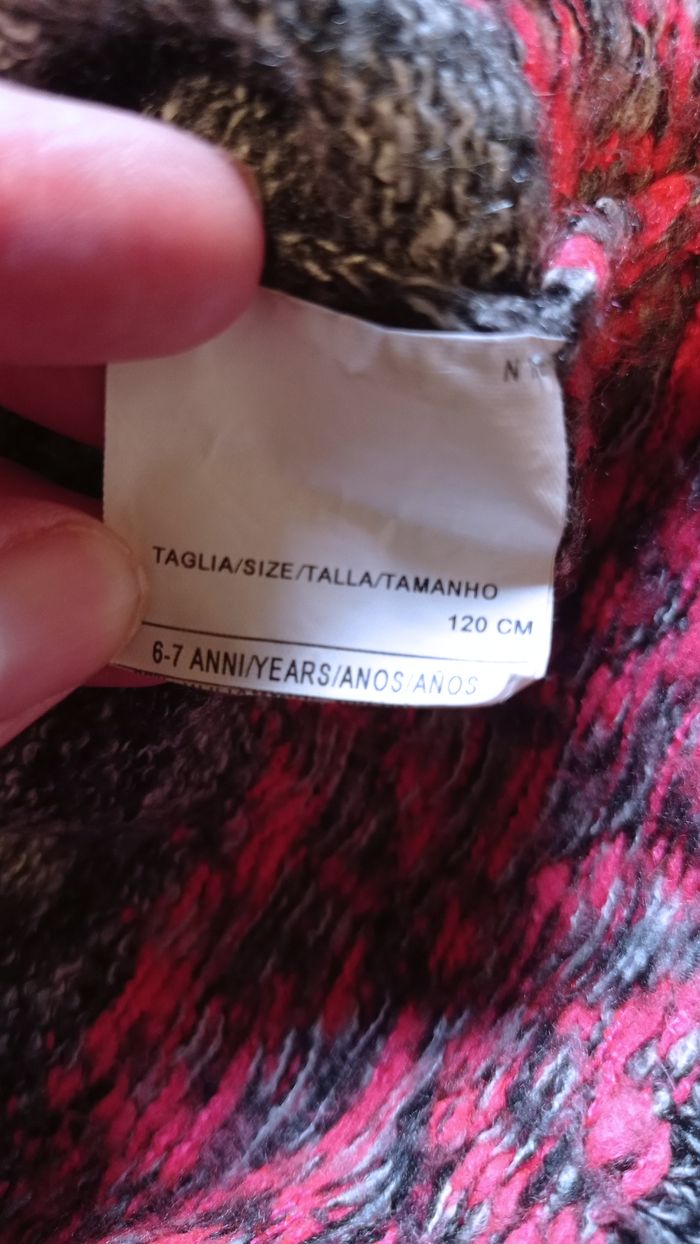 TAGLIA/SIZE/TALLA/TAMANHO
120 CM
6-7 ANNI/YEARS/ANOS/AÑOS